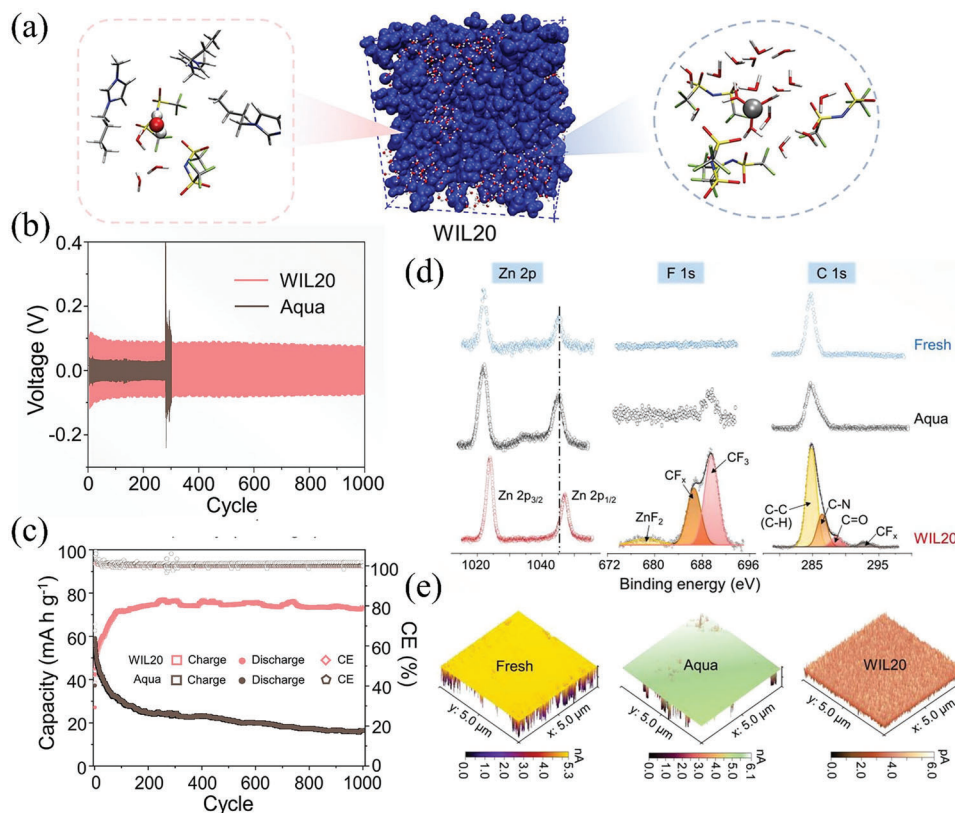 (a)
WIL20
(b)
Voltage (V)
0.4
0.2
0.0
-0.2
WIL20
Aqua
0 200 400 600 800 1000
Cycle
(c)
Capacity (mA h g⁻¹)
100
80
60
40
20
0
WIL20 Charge Discharge CE
Aqua Charge Discharge CE
100
80
60
40
20
0
CE (%)
0 200 400 600 800 1000
Cycle
(d)
Zn 2p F 1s C 1s
Fresh
Aqua
Zn 2p3/2 Zn 2p1/2
ZnF2
CFx
CF3
C-C
(C-H)
C-N
C=O
CFx
WIL20
1020 1040 672 680 688 696 285 295
Binding energy (eV)
(e)
Fresh
y: 5.0 μm
x: 5.0 μm
nA
0.0 1.0 2.0 3.0 4.0 5.3
Aqua
y: 5.0 μm
x: 5.0 μm
nA
0.0 1.0 2.0 3.0 4.0 5.0 6.1
WIL20
y: 5.0 μm
x: 5.0 μm
pA
0.0 2.0 4.0 6.0